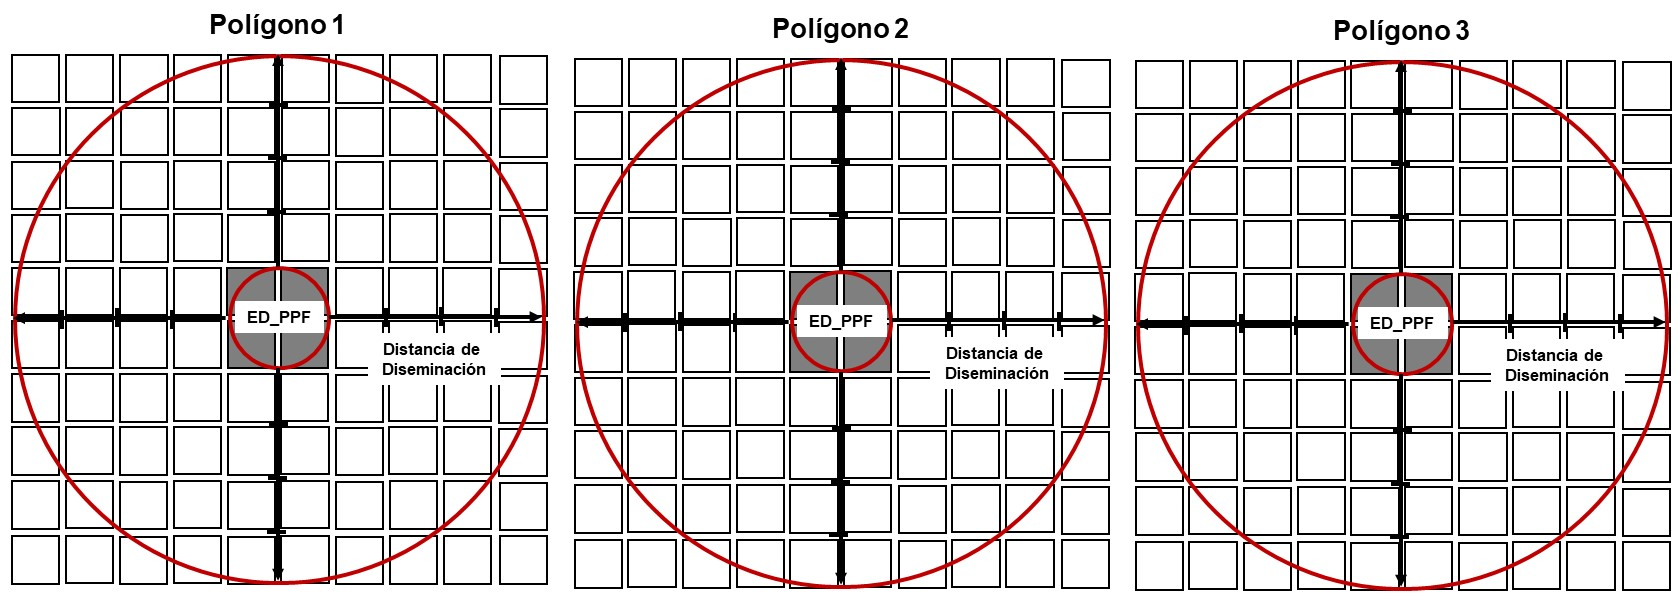 Polígono 1
ED_PPF
Distancia de
Diseminación
Polígono 2
ED_PPF
Distancia de
Diseminación
Polígono 3
ED_PPF
Distancia de
Diseminación